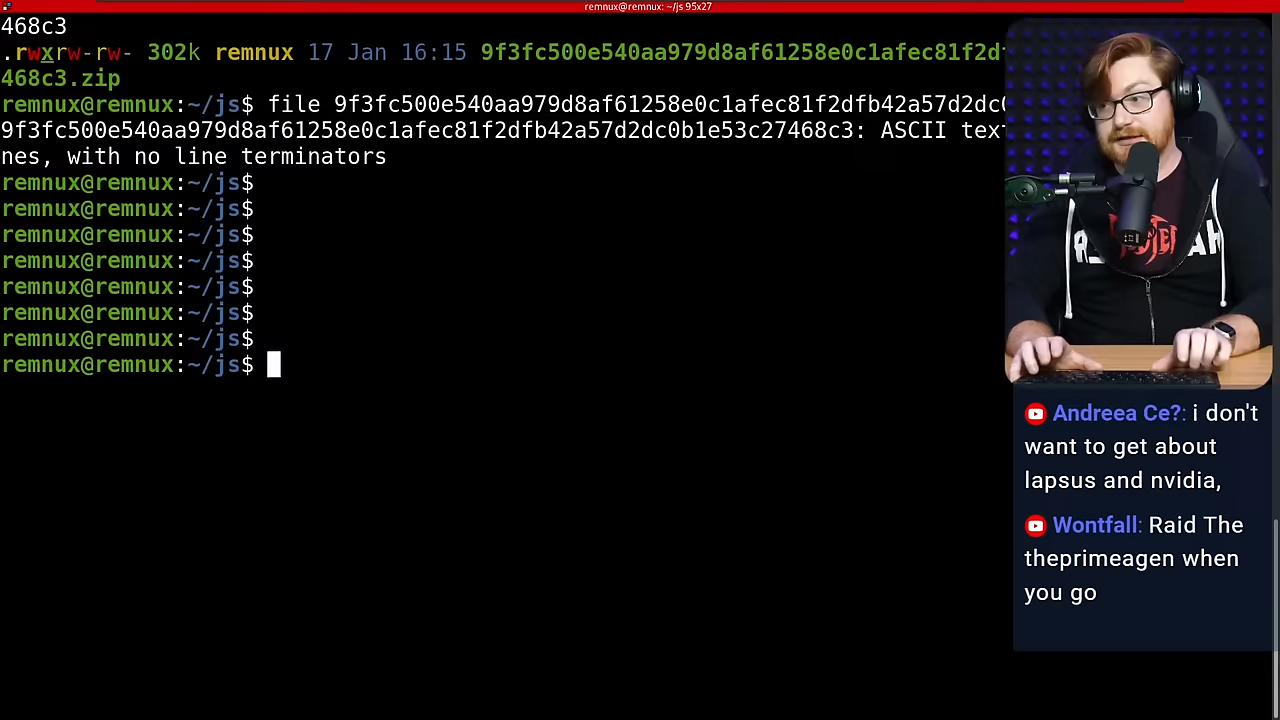 remnux@remnux: ~/js 95x27
468c3
.rwxrw-rw- 302k remnux 17 Jan 16:15 9f3fc500e540aa979d8af61258e0c1afec81f2d
468c3.zip
remnux@remnux:~/js$ file 9f3fc500e540aa979d8af61258e0c1afec81f2dfb42a57d2dc
9f3fc500e540aa979d8af61258e0c1afec81f2dfb42a57d2dc0b1e53c27468c3: ASCII tex
nes, with no line terminators
remnux@remnux:~/js$
remnux@remnux:~/js$
remnux@remnux:~/js$
remnux@remnux:~/js$
remnux@remnux:~/js$
remnux@remnux:~/js$
remnux@remnux:~/js$
remnux@remnux:~/js$
Andreea Ce?: i don't
want to get about
lapsus and nvidia,
Wontfall: Raid The
theprimeagen when
you go